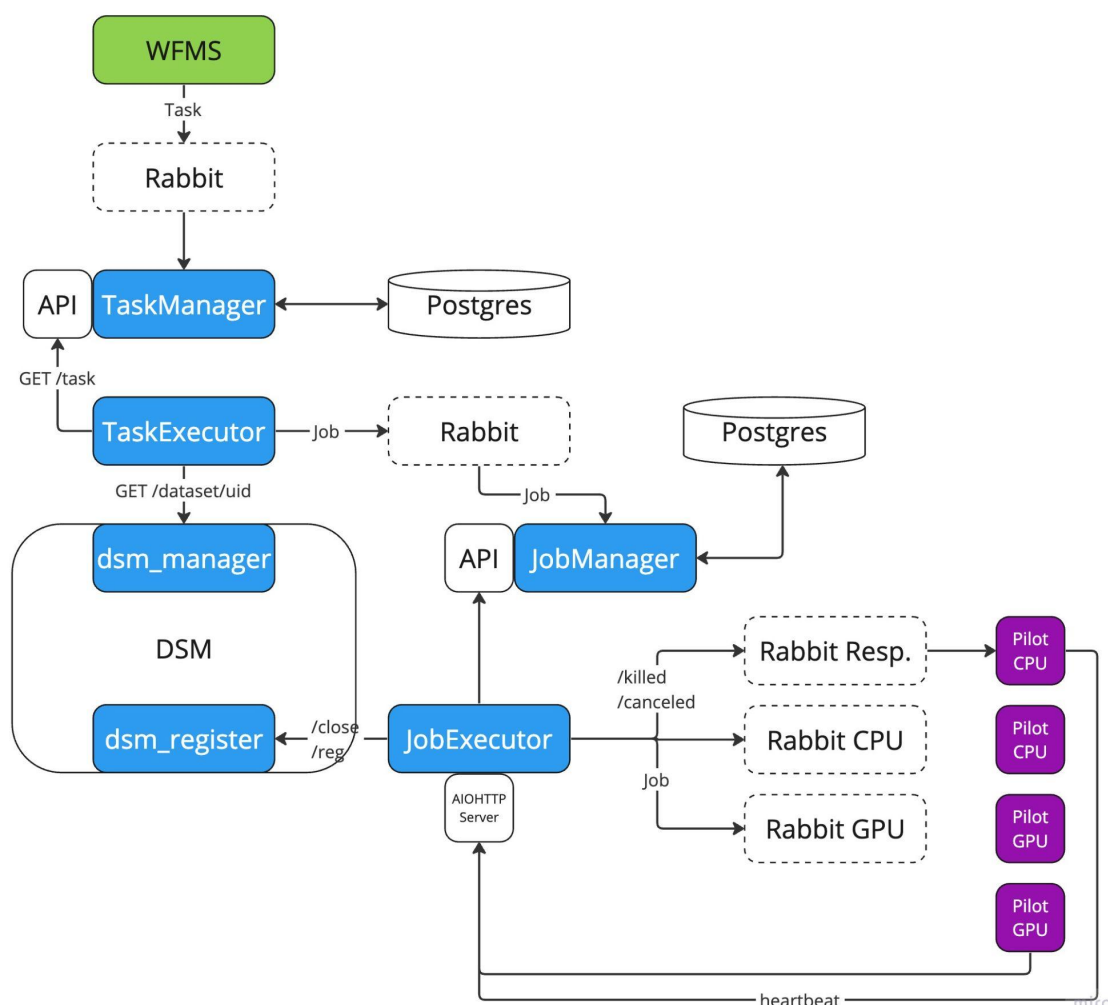 WFMS
Task
Rabbit
API
TaskManager
Postgres
GET /task
TaskExecutor
Job
Rabbit
Postgres
GET /dataset/uid
Job
dsm_manager
API
JobManager
DSM
Rabbit Resp.
Pilot
CPU
/killed
/canceled
dsm_register
/close
/reg
JobExecutor
Rabbit CPU
Pilot
CPU
Job
AIOHTTP
Server
Rabbit GPU
Pilot
GPU
Pilot
GPU
heartbeat
miro